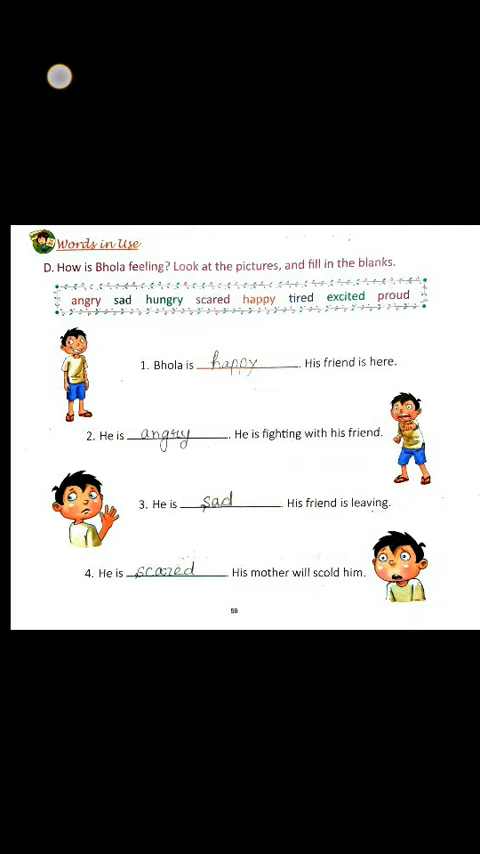 Words in Use
D. How is Bhola feeling? Look at the pictures, and fill in the blanks.
angry sad hungry scared happy tired excited proud
1. Bhola is happy. His friend is here.
2. He is angry. He is fighting with his friend.
3. He is sad. His friend is leaving.
4. He is scared. His mother will scold him.
59